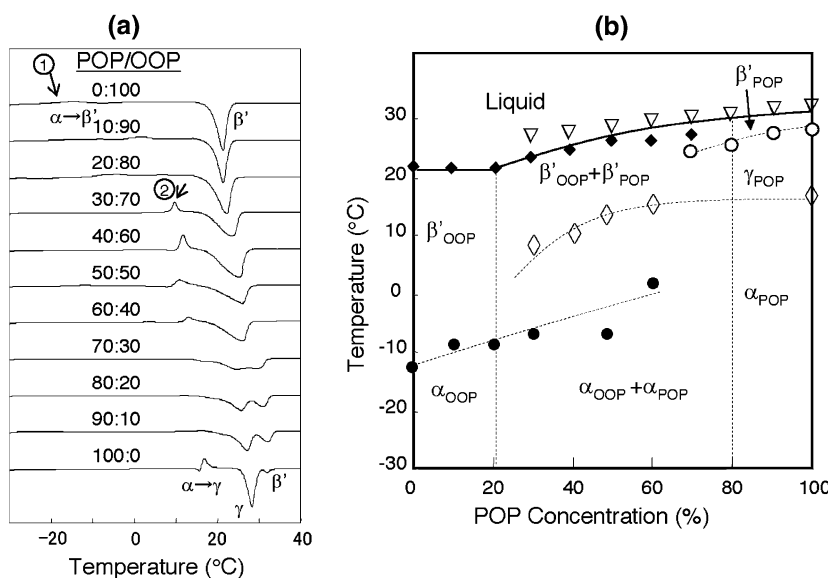 (a)
① POP/OOP
0:100
α→β' β'
10:90
20:80
② 30:70
40:60
50:50
60:40
70:30
80:20
90:10
100:0
α→γ γ β'
−20 0 20 40
Temperature (°C)
(b)
Temperature (°C)
30
20
10
0
-10
-20
-30
Liquid
β'POP
β'OOP+β'POP
γPOP
β'OOP
αPOP
αOOP
αOOP +αPOP
0 20 40 60 80 100
POP Concentration (%)